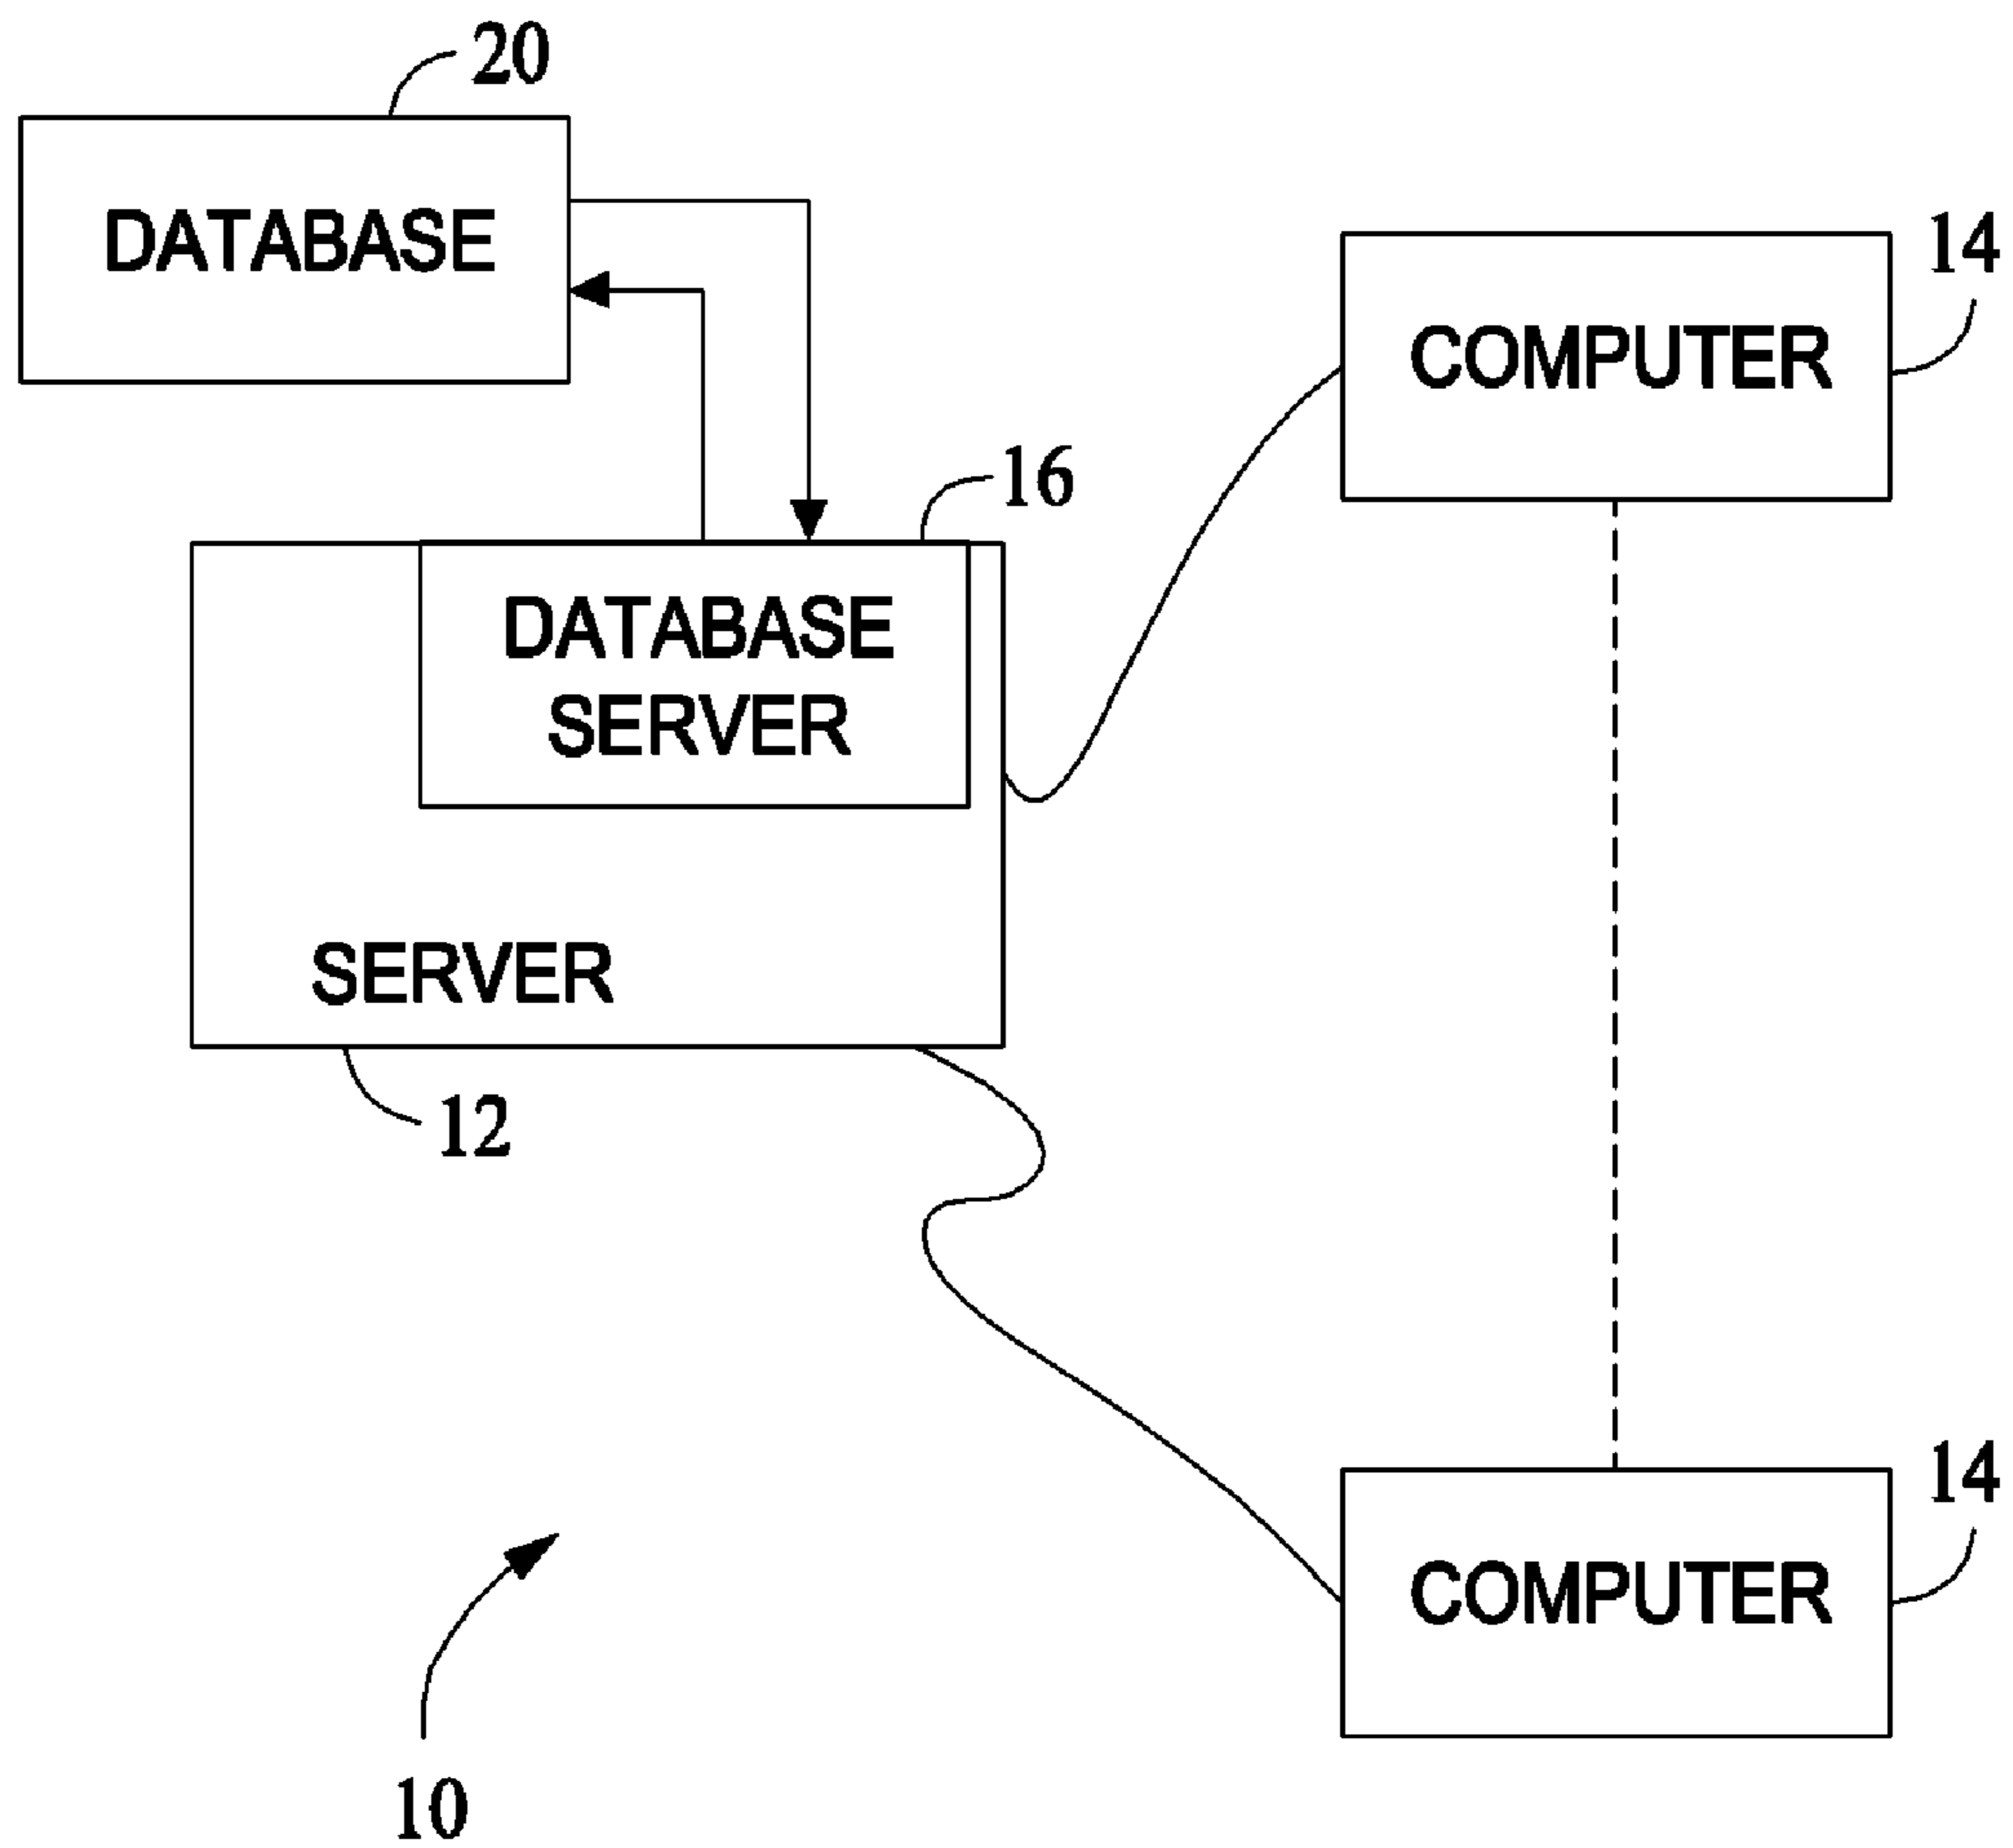 20
DATABASE
14
COMPUTER
16
DATABASE
SERVER
SERVER
12
14
COMPUTER
10